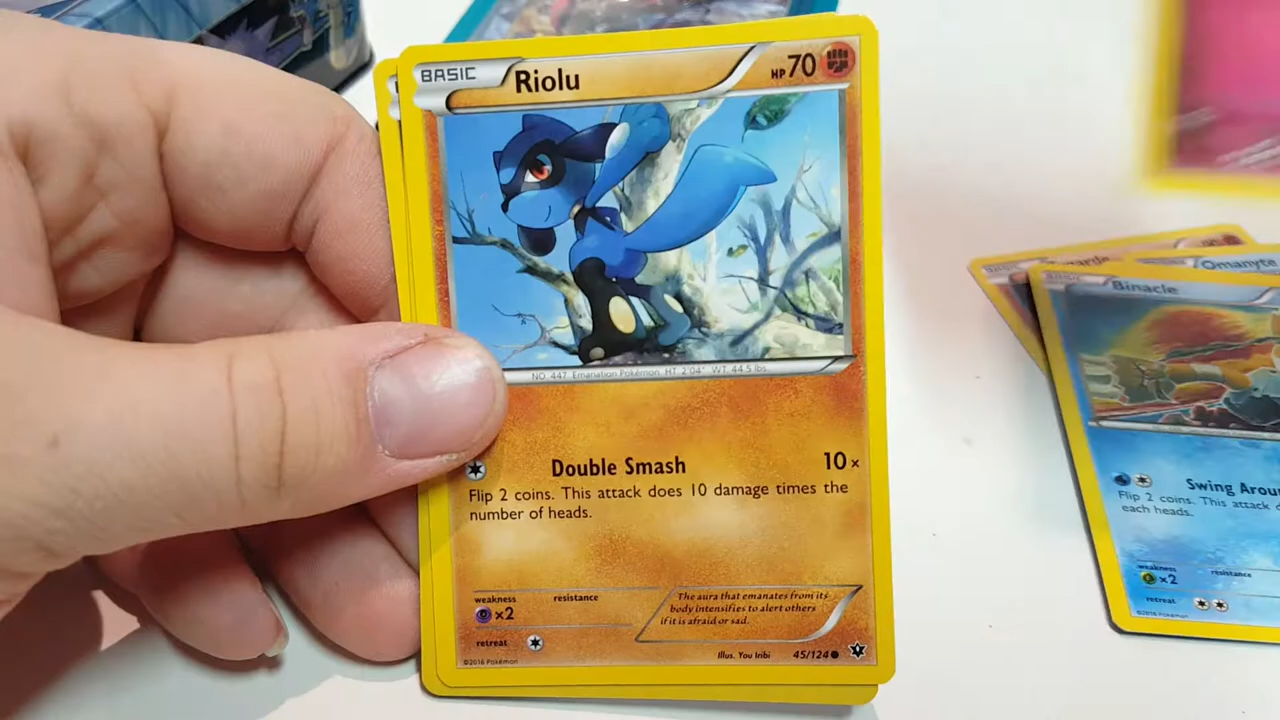 BASIC Riolu HP 70
NO. 447 Emanation Pokémon HT. 2'04" WT. 44.5 lbs.
Double Smash 10×
Flip 2 coins. This attack does 10 damage times the
number of heads.
weakness resistance
×2
retreat
The aura that emanates from its
body intensifies to alert others
if it is afraid or sad.
Illus. You Iribi 45/124
©2016 Pokémon
Omanyte
BASIC Binacle
Swing Arou
Flip 2 coins. This attack
each heads.
weakness resistance
×2
retreat
©2016 Pokémon